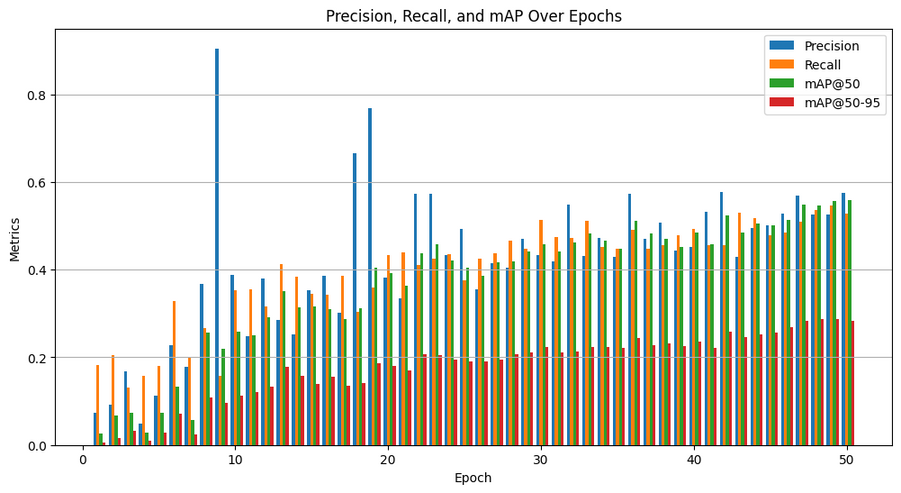 Precision, Recall, and mAP Over Epochs
Precision
Recall
mAP@50
mAP@50-95
Metrics
0.8
0.6
0.4
0.2
0.0
0
10
20
30
40
50
Epoch